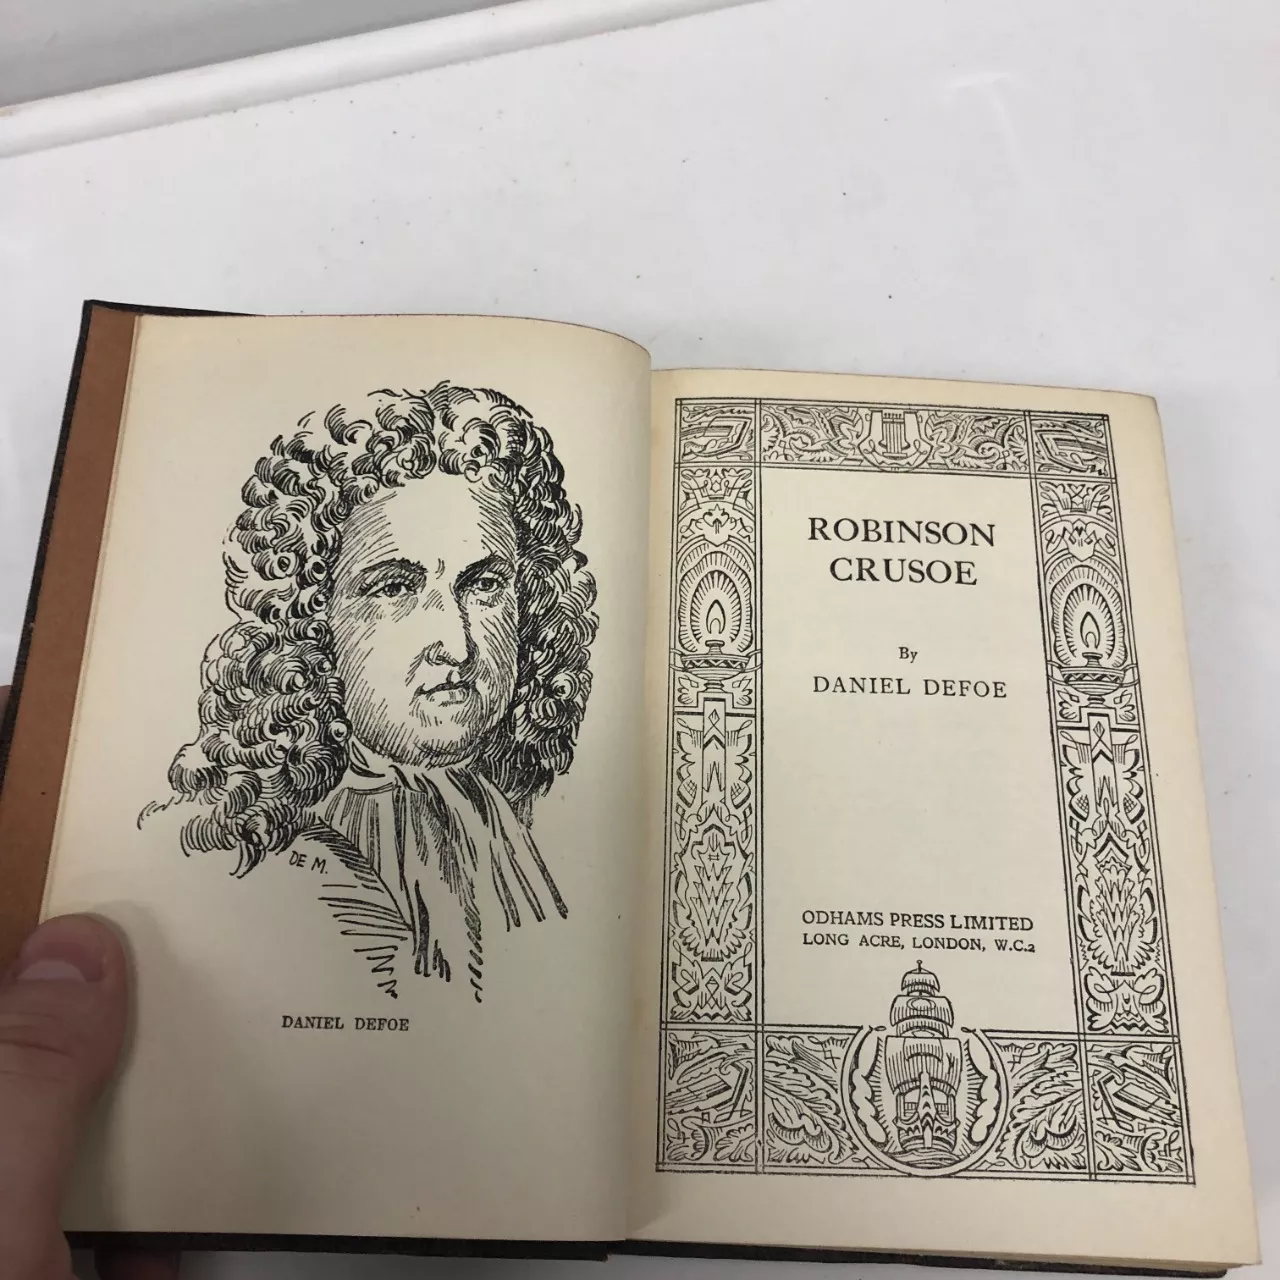 DE M.
DANIEL DEFOE
ROBINSON
CRUSOE
By
DANIEL DEFOE
ODHAMS PRESS LIMITED
LONG ACRE, LONDON, W.C.2